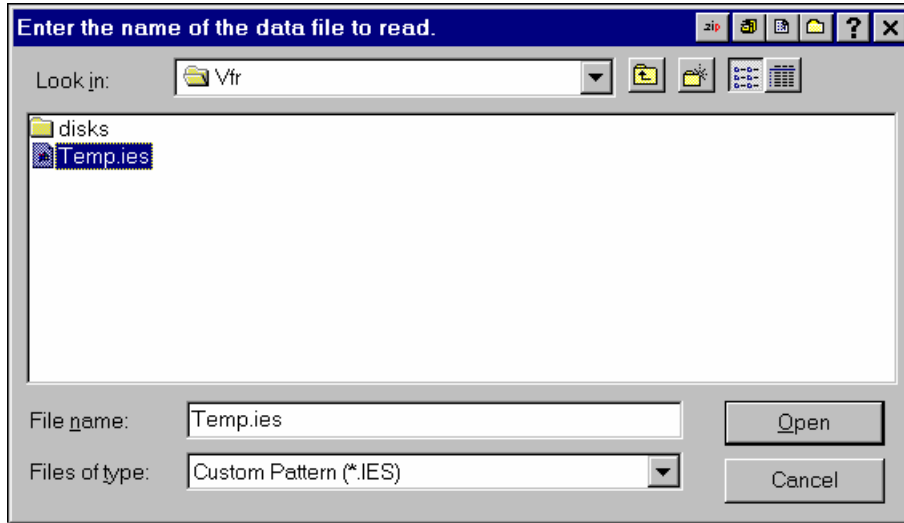 Enter the name of the data file to read.
.zip
?
Look in:
Vfr
disks
Temp.ies
File name:
Temp.ies
Open
Files of type:
Custom Pattern (*.IES)
Cancel